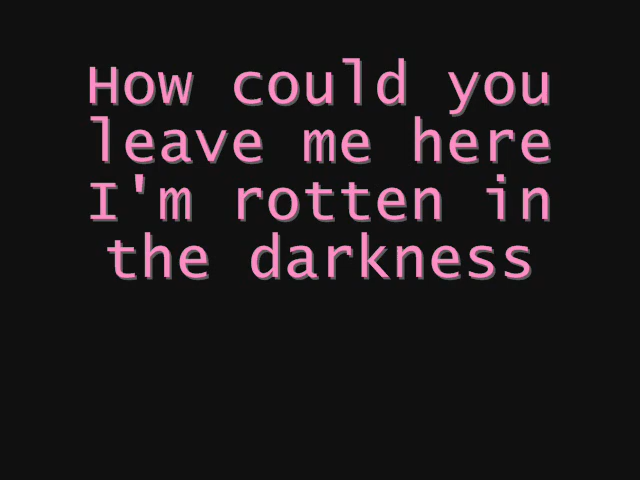 How could you
leave me here
I'm rotten in
the darkness